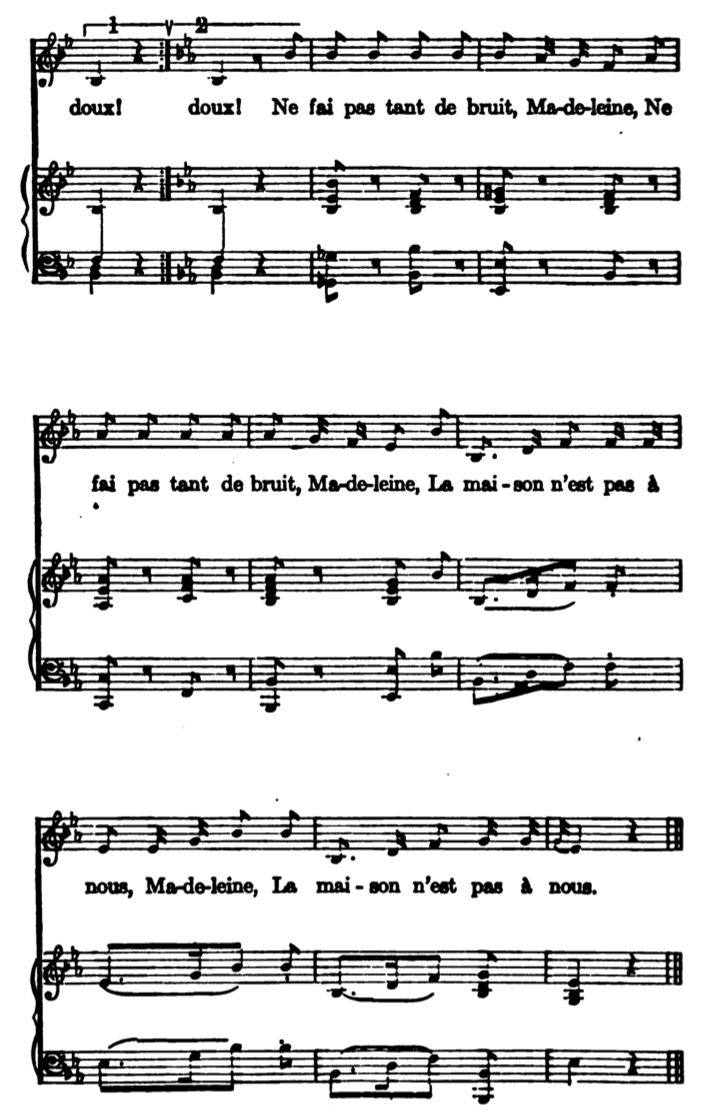 1 2
doux! doux! Ne fai pas tant de bruit, Ma-de-leine, Ne
fai pas tant de bruit, Ma-de-leine, La mai-son n'est pas à
nous, Ma-de-leine, La mai-son n'est pas à nous.